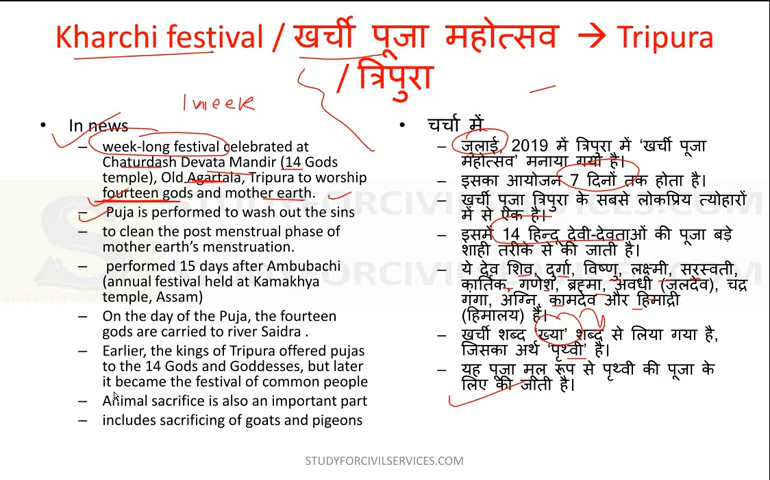 Kharchi festival / खर्ची पूजा महोत्सव → Tripura
/ त्रिपुरा
1 week
• In news
– week-long festival celebrated at
Chaturdash Devata Mandir (14 Gods
temple), Old Agartala, Tripura to worship
fourteen gods and mother earth.
– Puja is performed to wash out the sins
– to clean the post menstrual phase of
mother earth's menstruation.
– performed 15 days after Ambubachi
(annual festival held at Kamakhya
temple, Assam)
– On the day of the Puja, the fourteen
gods are carried to river Saidra .
– Earlier, the kings of Tripura offered pujas
to the 14 Gods and Goddesses, but later
it became the festival of common people
– Animal sacrifice is also an important part
– includes sacrificing of goats and pigeons
• चर्चा में
– जुलाई, 2019 में त्रिपुरा में 'खर्ची पूजा
महोत्सव' मनाया गया है।
– इसका आयोजन 7 दिनों तक होता है।
– खर्ची पूजा त्रिपुरा के सबसे लोकप्रिय त्योहारों
में से एक है।
– इसमें 14 हिन्दू देवी-देवताओं की पूजा बड़े
शाही तरीके से की जाती है।
– ये देव शिव, दुर्गा, विष्णु, लक्ष्मी, सरस्वती,
कार्तिक, गणेश, ब्रह्मा, अबधी (जलदेव), चंद्र
गंगा, अग्नि, कामदेव और हिमाद्री
(हिमालय) हैं।
– खर्ची शब्द 'ख्या' शब्द से लिया गया है,
जिसका अर्थ 'पृथ्वी' है।
– यह पूजा मूल रूप से पृथ्वी की पूजा के
लिए की जाती है।
STUDYFORCIVILSERVICES.COM